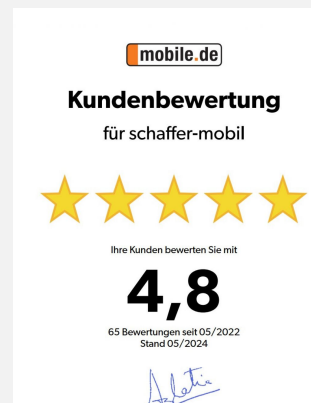 mobile.de
Kundenbewertung
für schaffer-mobil
Ihre Kunden bewerten Sie mit
4,8
65 Bewertungen seit 05/2022
Stand 05/2024